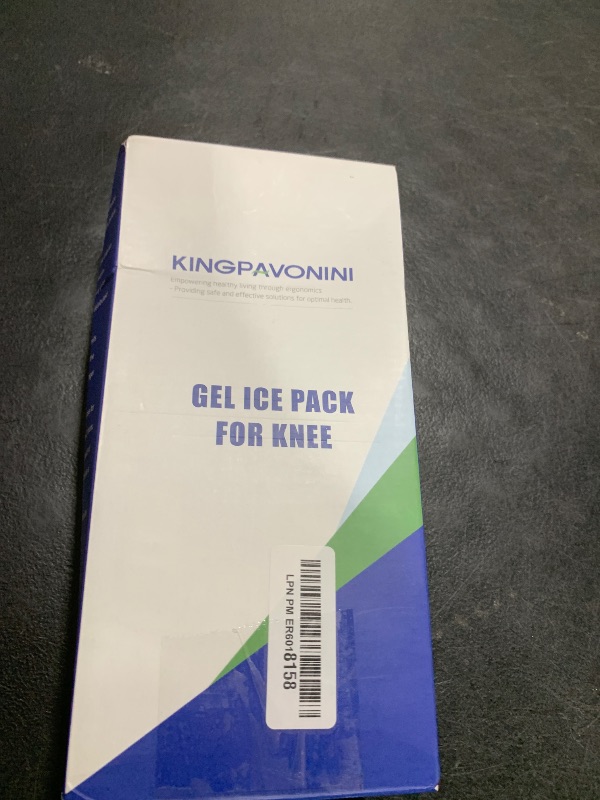 KINGPAVONINI
Empowering healthy living through ergonomics
- Providing safe and effective solutions for optimal health.
GEL ICE PACK
FOR KNEE
LPN PM ER6018158